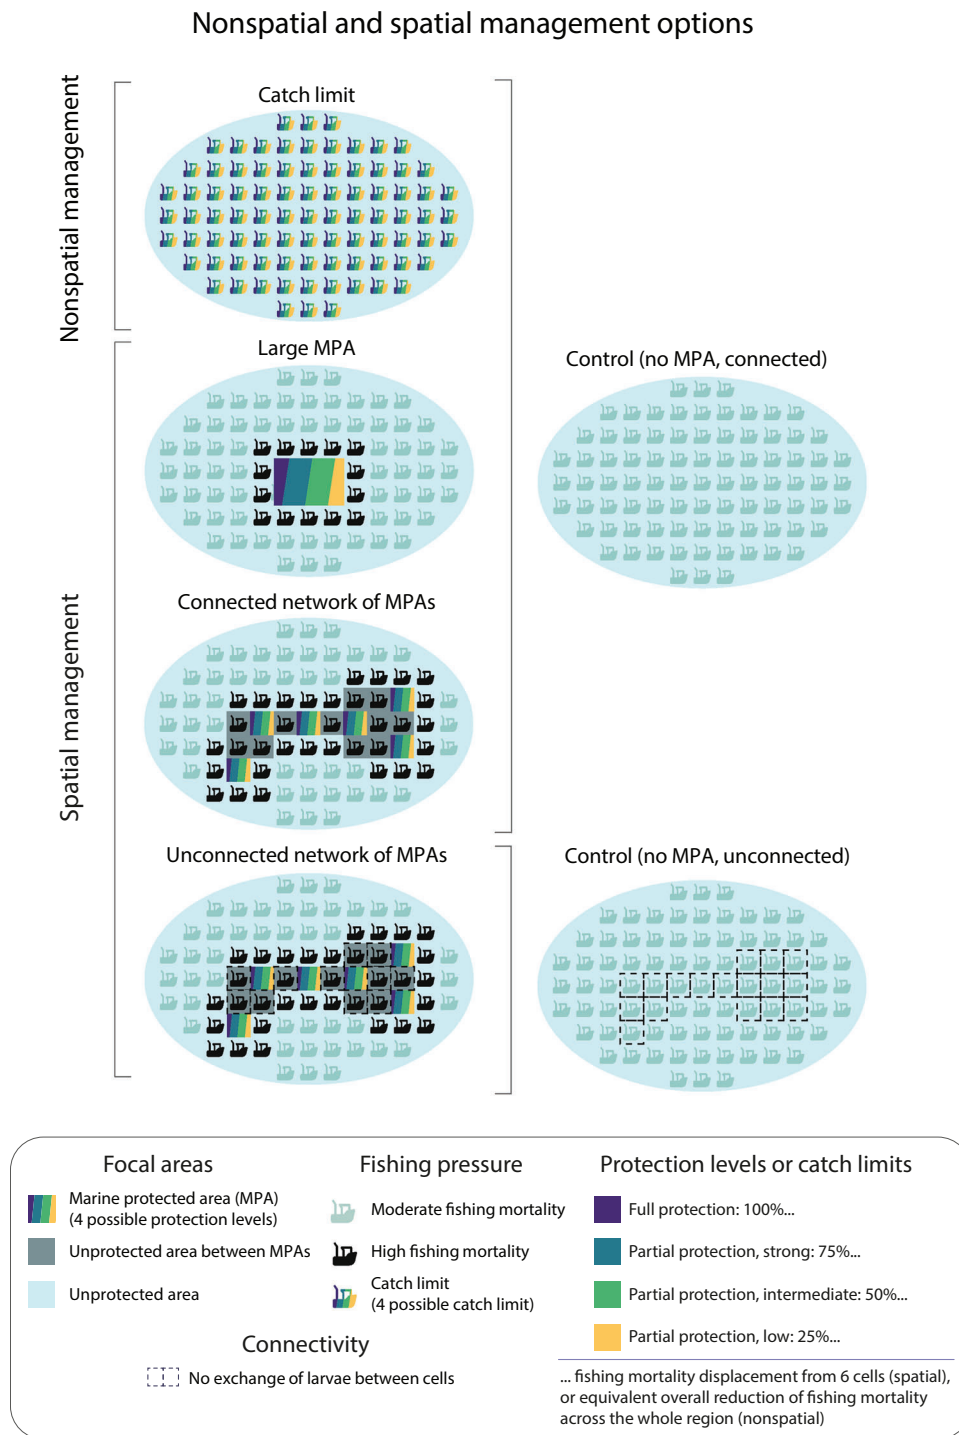 Nonspatial and spatial management options
Nonspatial management
Catch limit
Spatial management
Large MPA
Control (no MPA, connected)
Connected network of MPAs
Unconnected network of MPAs
Control (no MPA, unconnected)
Focal areas
Marine protected area (MPA)
(4 possible protection levels)
Unprotected area between MPAs
Unprotected area
Fishing pressure
Moderate fishing mortality
High fishing mortality
Catch limit
(4 possible catch limit)
Connectivity
No exchange of larvae between cells
Protection levels or catch limits
Full protection: 100%...
Partial protection, strong: 75%...
Partial protection, intermediate: 50%...
Partial protection, low: 25%...
... fishing mortality displacement from 6 cells (spatial),
or equivalent overall reduction of fishing mortality
across the whole region (nonspatial)